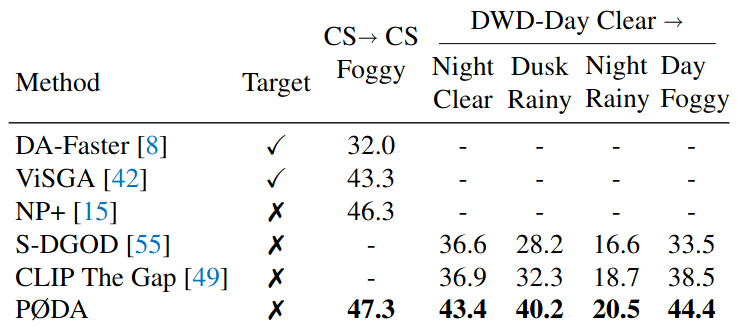 CS→ CS DWD-Day Clear →
Method Target Foggy Night Dusk Night Day
Clear Rainy Rainy Foggy
DA-Faster [8] ✓ 32.0 - - - -
ViSGA [42] ✓ 43.3 - - - -
NP+ [15] ✗ 46.3 - - - -
S-DGOD [55] ✗ - 36.6 28.2 16.6 33.5
CLIP The Gap [49] ✗ - 36.9 32.3 18.7 38.5
PØDA ✗ 47.3 43.4 40.2 20.5 44.4